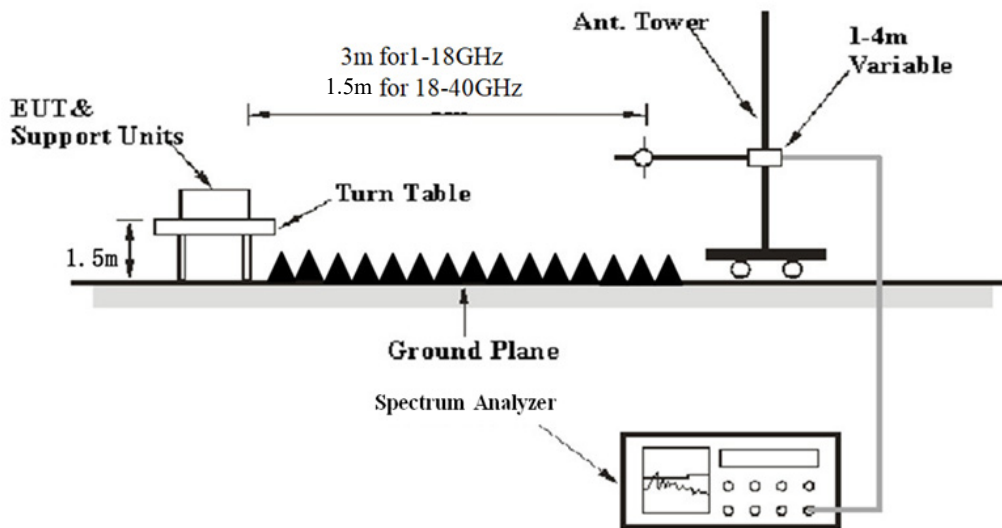 Ant. Tower
1-4m
Variable
3m for1-18GHz
1.5m for 18-40GHz
EUT&
Support Units
Turn Table
1.5m
Ground Plane
Spectrum Analyzer